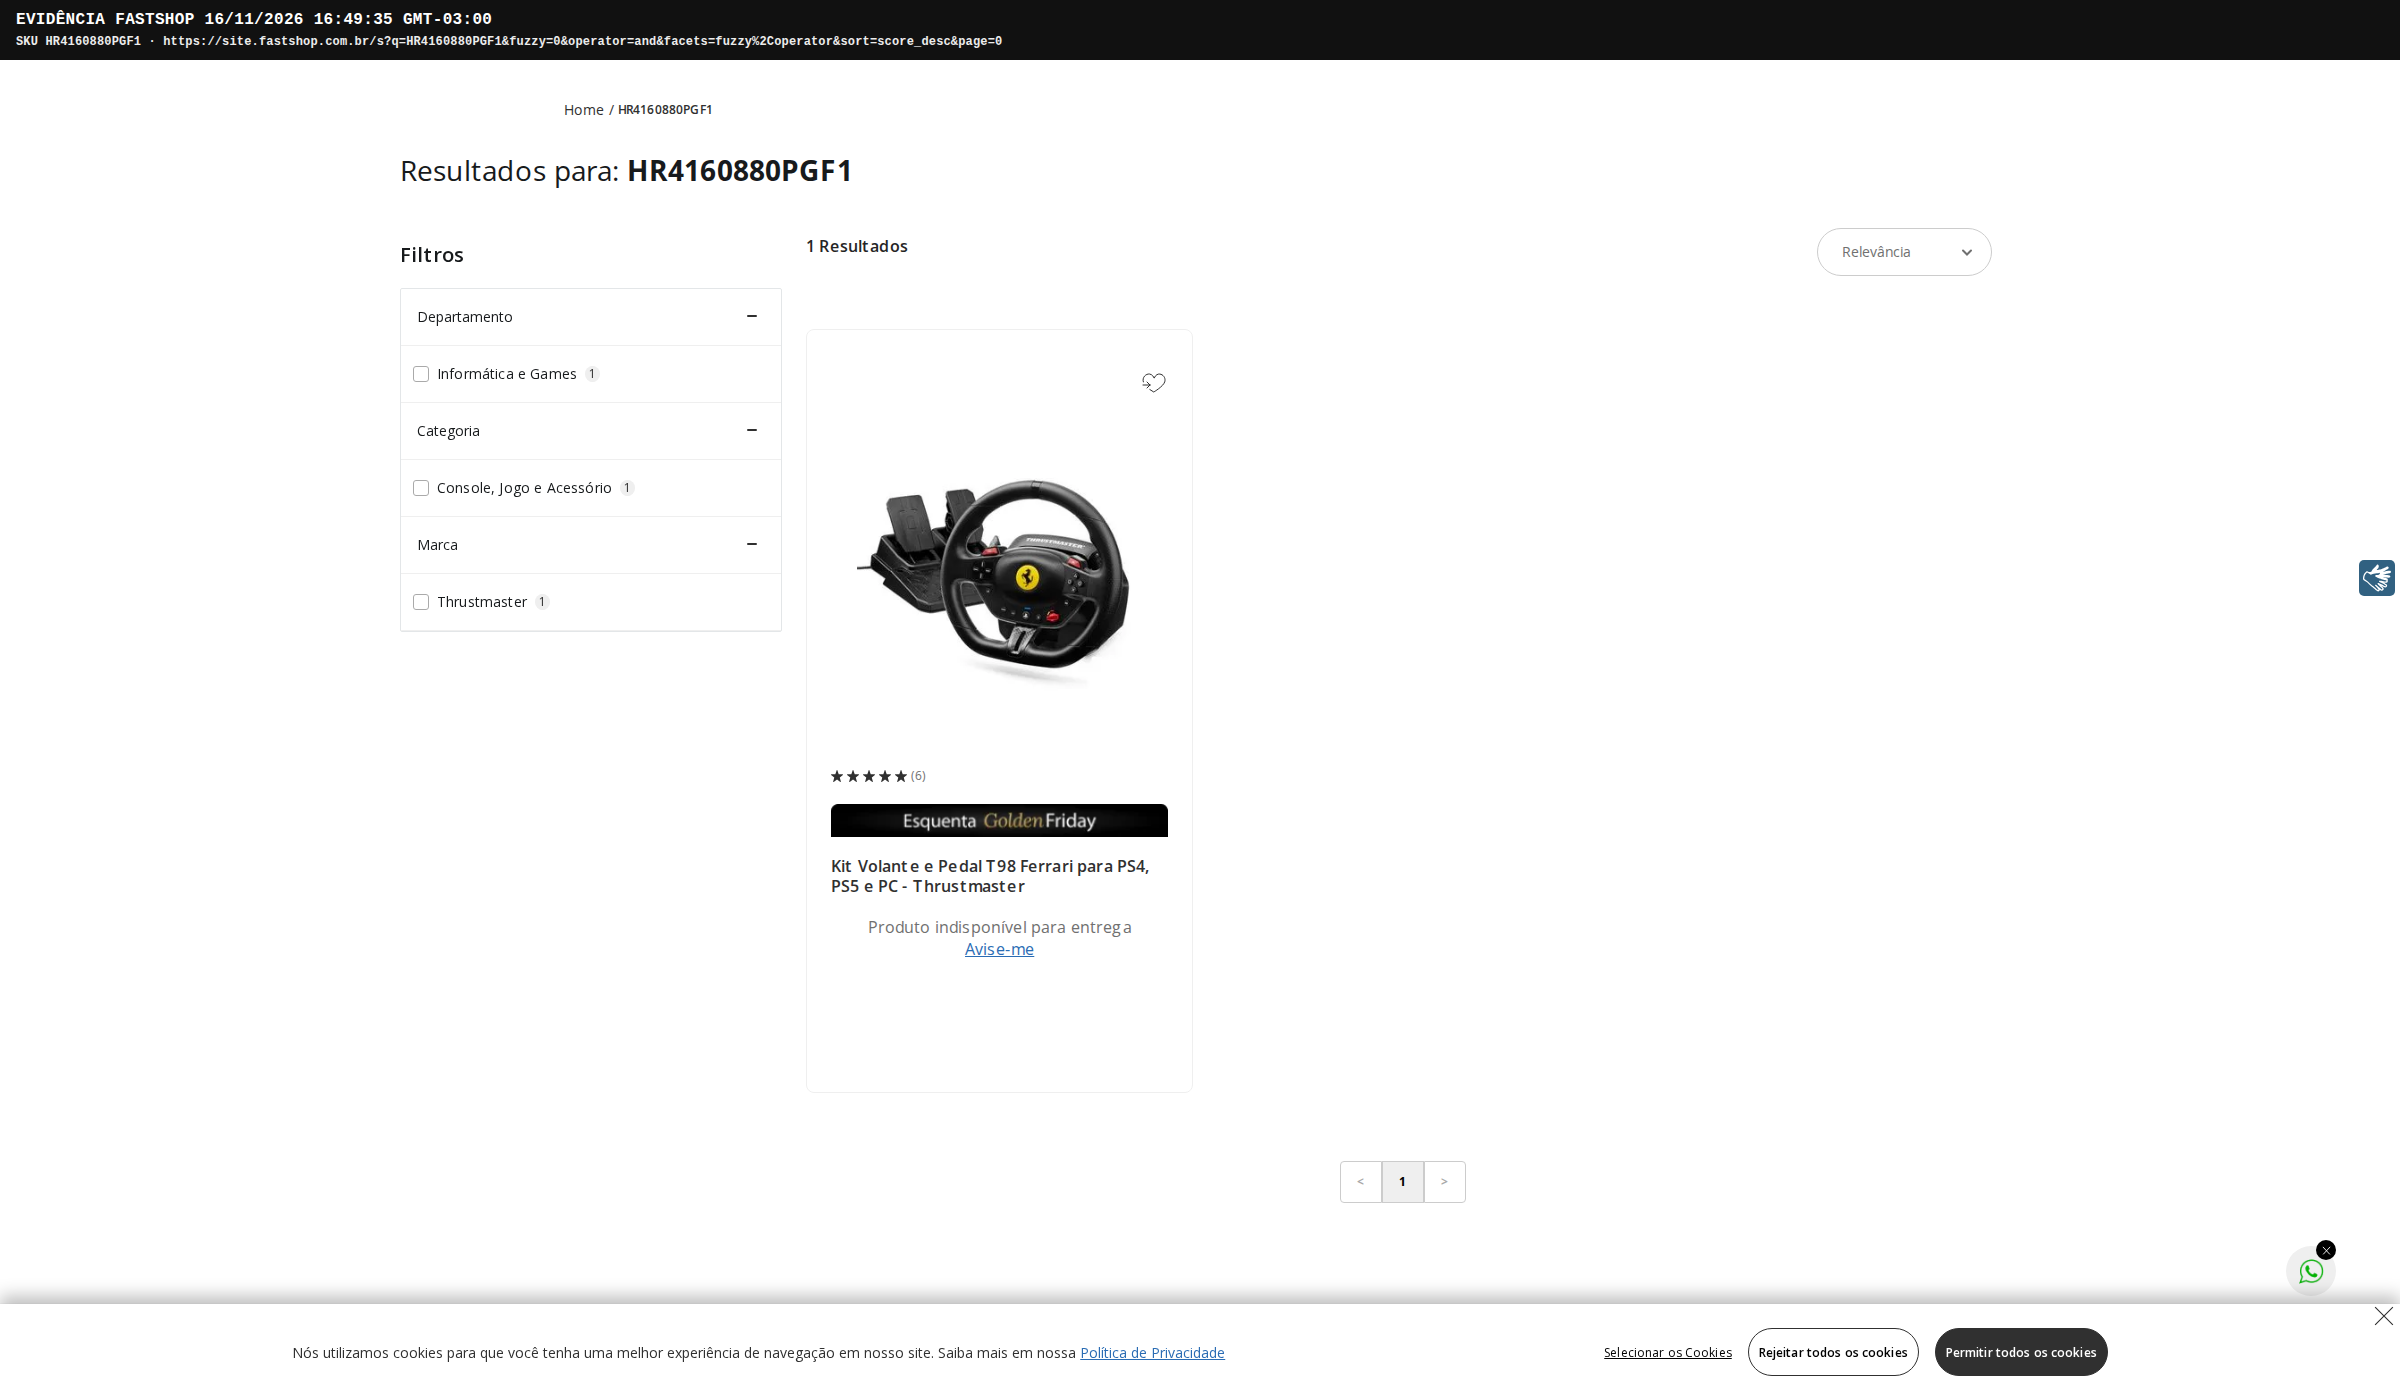 EVIDÊNCIA FASTSHOP 16/11/2026 16:49:35 GMT-03:00
SKU HR4160880PGF1 · https://site.fastshop.com.br/s?q=HR4160880PGF1&fuzzy=0&operator=and&facets=fuzzy%2Coperator&sort=score_desc&page=0
Home / HR4160880PGF1
Resultados para: HR4160880PGF1
Filtros
1 Resultados
Relevância
Departamento
Informática e Games 1
Categoria
Console, Jogo e Acessório 1
Marca
Thrustmaster 1
THRUSTMASTER
(6)
Esquenta Golden Friday
Kit Volante e Pedal T98 Ferrari para PS4,
PS5 e PC - Thrustmaster
Produto indisponível para entrega
Avise-me
< 1 >
Nós utilizamos cookies para que você tenha uma melhor experiência de navegação em nosso site. Saiba mais em nossa Política de Privacidade
Selecionar os Cookies
Rejeitar todos os cookies
Permitir todos os cookies